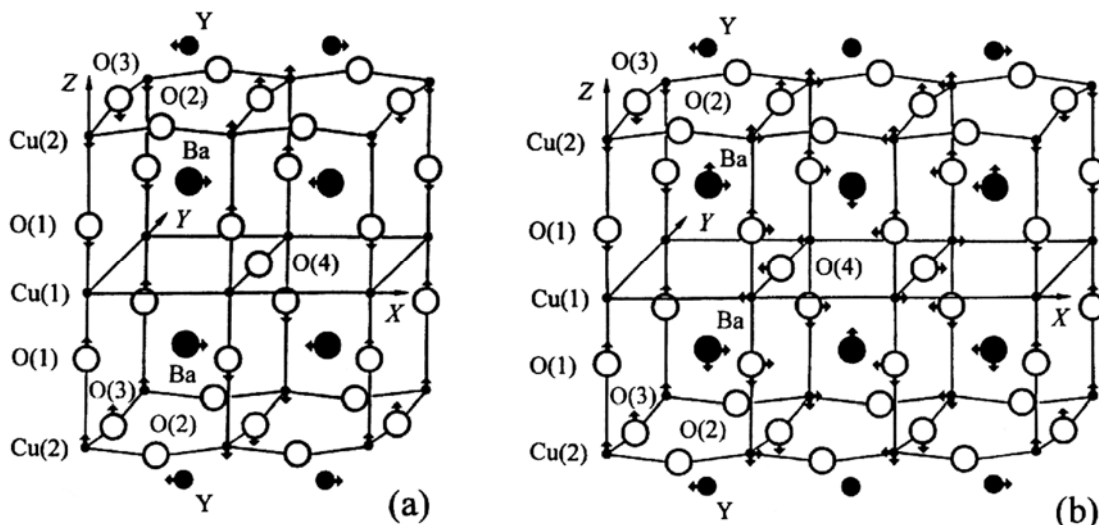 Y
O(3)
Z
O(2)
Cu(2)
Ba
O(1)
Y
O(4)
Cu(1)
X
O(1)
Ba
O(3)
O(2)
Cu(2)
Y
(a)
Y
O(3)
Z
O(2)
Cu(2)
Ba
O(1)
Y
O(4)
Cu(1)
X
Ba
O(1)
O(3)
O(2)
Cu(2)
Y
(b)